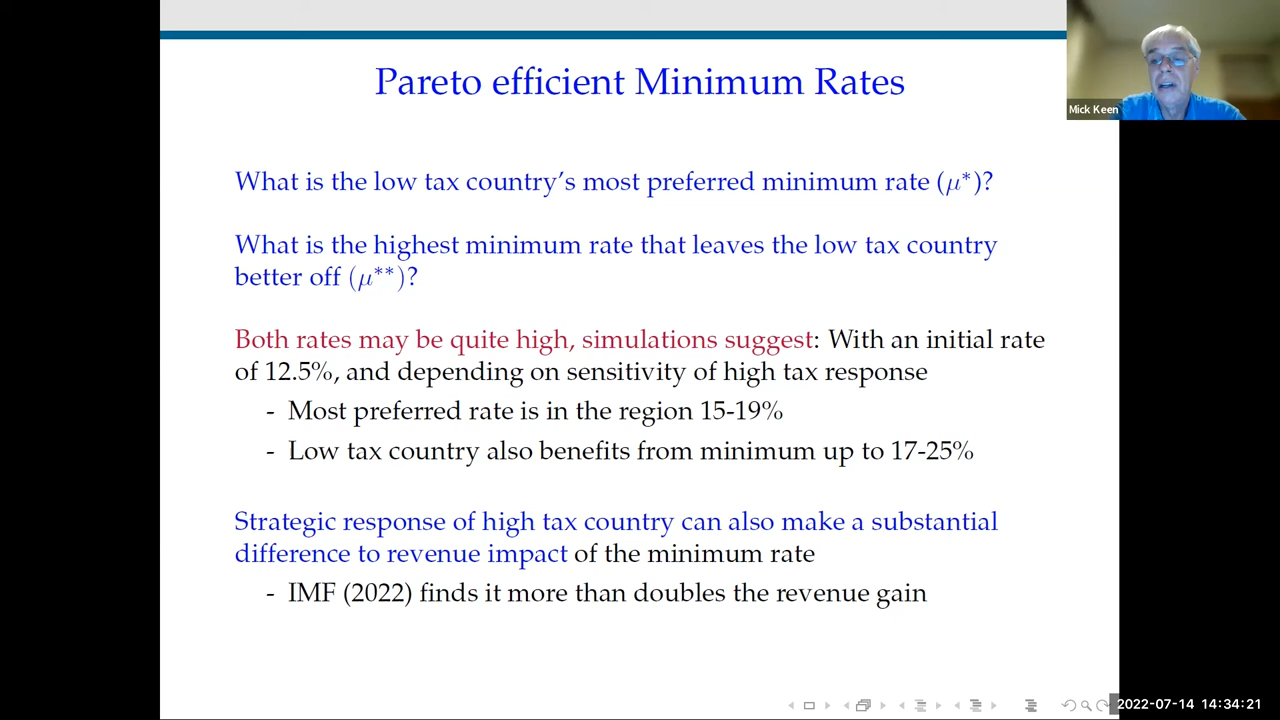 Pareto efficient Minimum Rates
Mick Keen
What is the low tax country's most preferred minimum rate (μ*)?
What is the highest minimum rate that leaves the low tax country
better off (μ**)?
Both rates may be quite high, simulations suggest: With an initial rate
of 12.5%, and depending on sensitivity of high tax response
- Most preferred rate is in the region 15-19%
- Low tax country also benefits from minimum up to 17-25%
Strategic response of high tax country can also make a substantial
difference to revenue impact of the minimum rate
- IMF (2022) finds it more than doubles the revenue gain
2022-07-14 14:34:21